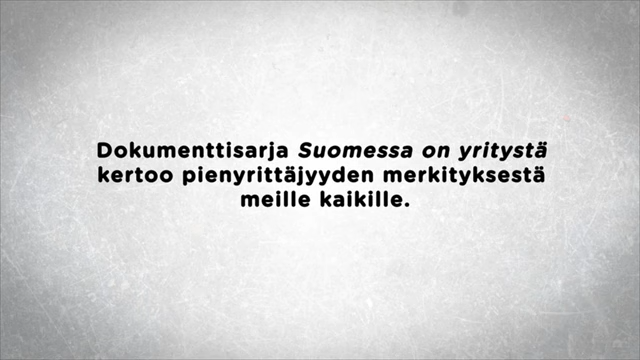 Dokumenttisarja Suomessa on yritystä
kertoo pienyrittäjyyden merkityksestä
meille kaikille.